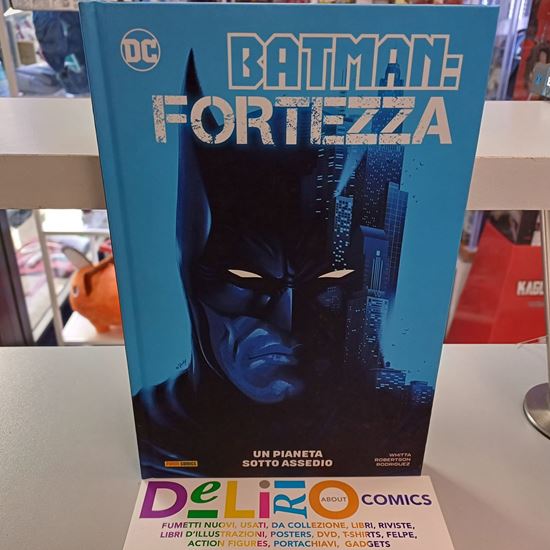 DC
BATMAN:
FORTEZZA
UN PIANETA
SOTTO ASSEDIO
PANINI COMICS
WHITTA
ROBERTSON
RODRIGUEZ
DeLiRiO ABOUT COMICS
FUMETTI NUOVI, USATI, DA COLLEZIONE, LIBRI, RIVISTE,
LIBRI D'ILLUSTRAZIONI, POSTERS, DVD, T-SHIRTS, FELPE,
ACTION FIGURES, PORTACHIAVI, GADGETS